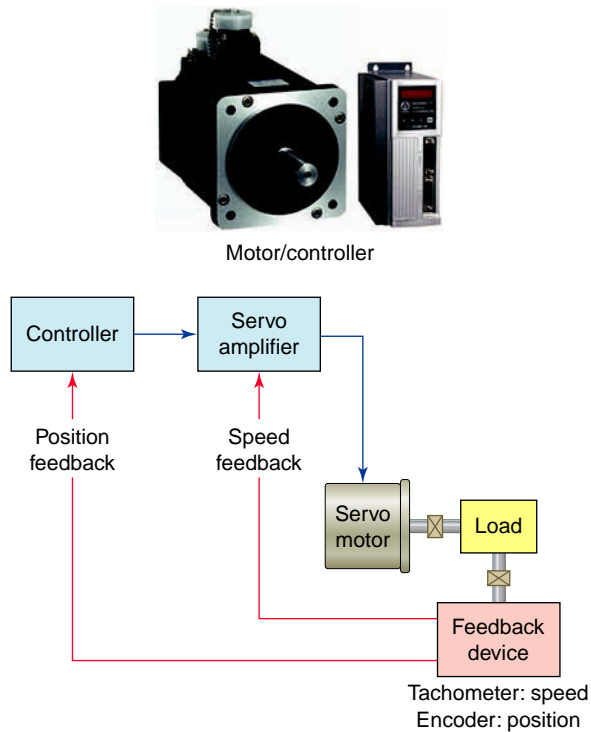 Motor/controller
Controller
Servo
amplifier
Position
feedback
Speed
feedback
Servo
motor
Load
Feedback
device
Tachometer: speed
Encoder: position